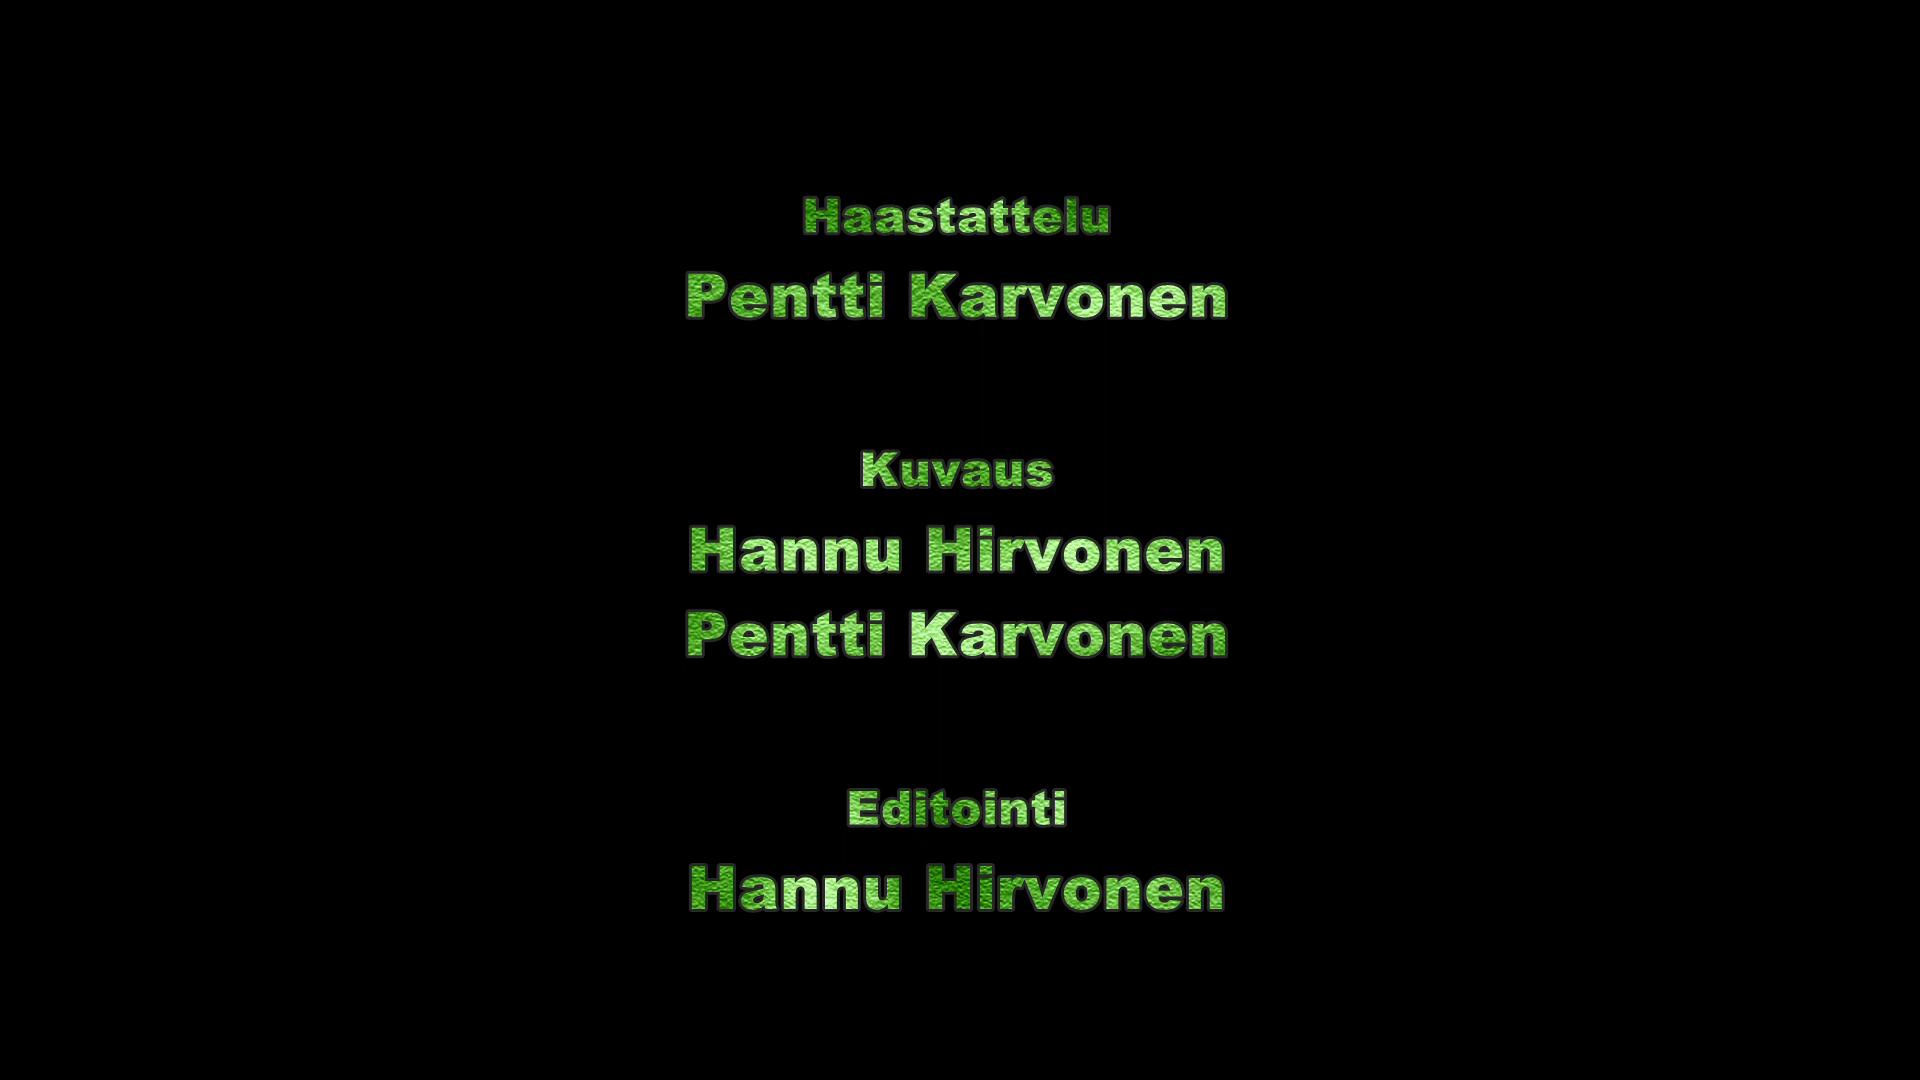 Haastattelu
Pentti Karvonen
Kuvaus
Hannu Hirvonen
Pentti Karvonen
Editointi
Hannu Hirvonen